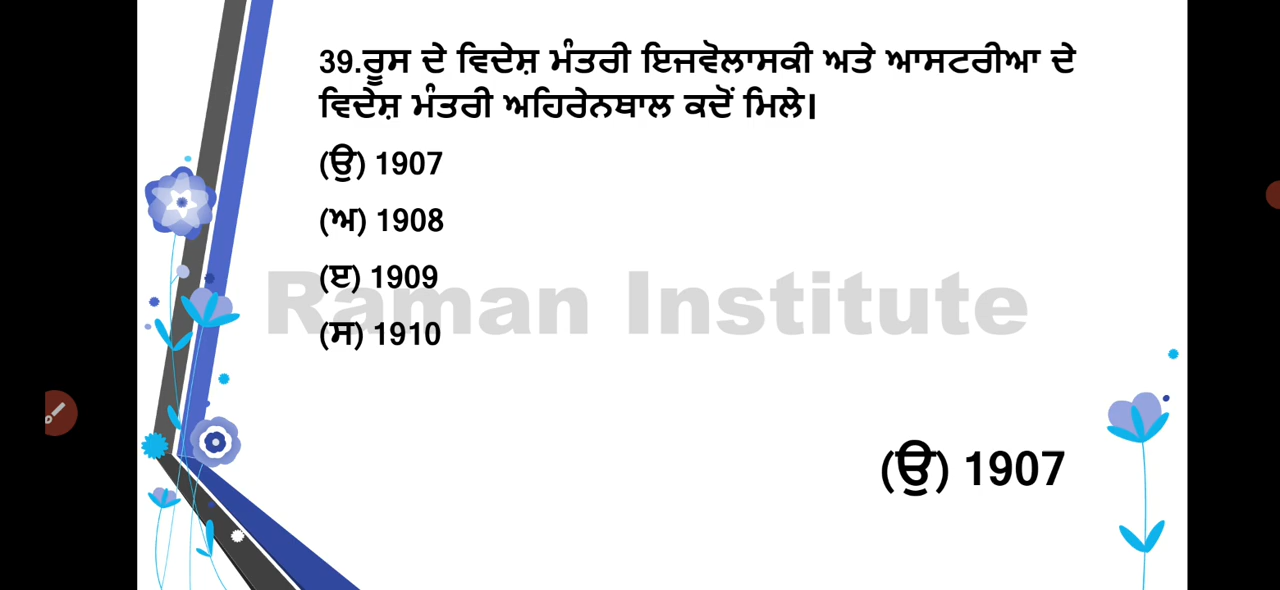 39.ਰੂਸ ਦੇ ਵਿਦੇਸ਼ ਮੰਤਰੀ ਇਜਵੋਲਾਸਕੀ ਅਤੇ ਆਸਟਰੀਆ ਦੇ
ਵਿਦੇਸ਼ ਮੰਤਰੀ ਅਹਿਰੇਨਥਾਲ ਕਦੋਂ ਮਿਲੇ।
(ੳ) 1907
(ਅ) 1908
(ੲ) 1909
Raman Institute
(ਸ) 1910
(ੳ) 1907